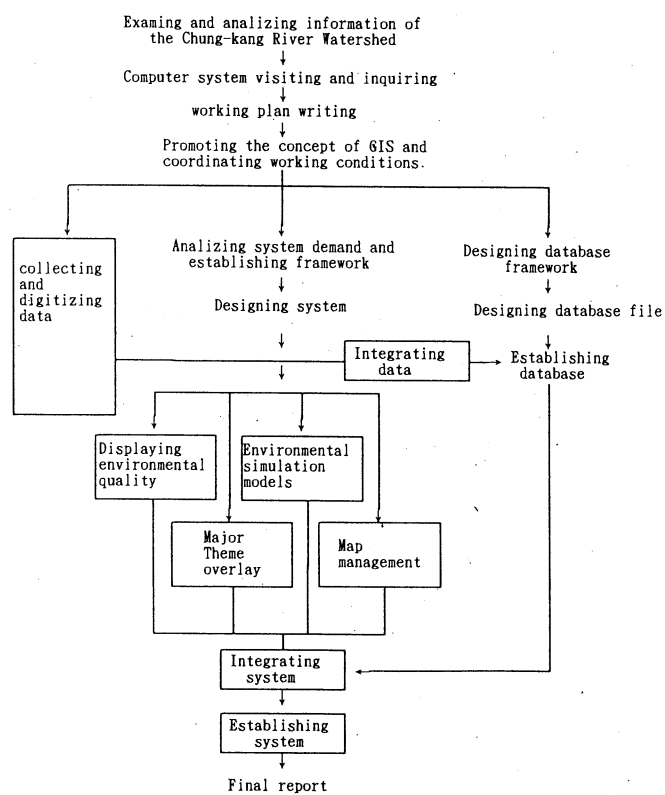 Examing and analizing information of
the Chung-kang River Watershed
Computer system visiting and inquiring
working plan writing
Promoting the concept of GIS and
coordinating working conditions.
collecting
and
digitizing
data
Analizing system demand and
establishing framework
Designing system
Designing database
framework
Designing database file
Integrating
data
Establishing
database
Displaying
environmental
quality
Environmental
simulation
models
Major
Theme
overlay
Map
management
Integrating
system
Establishing
system
Final report